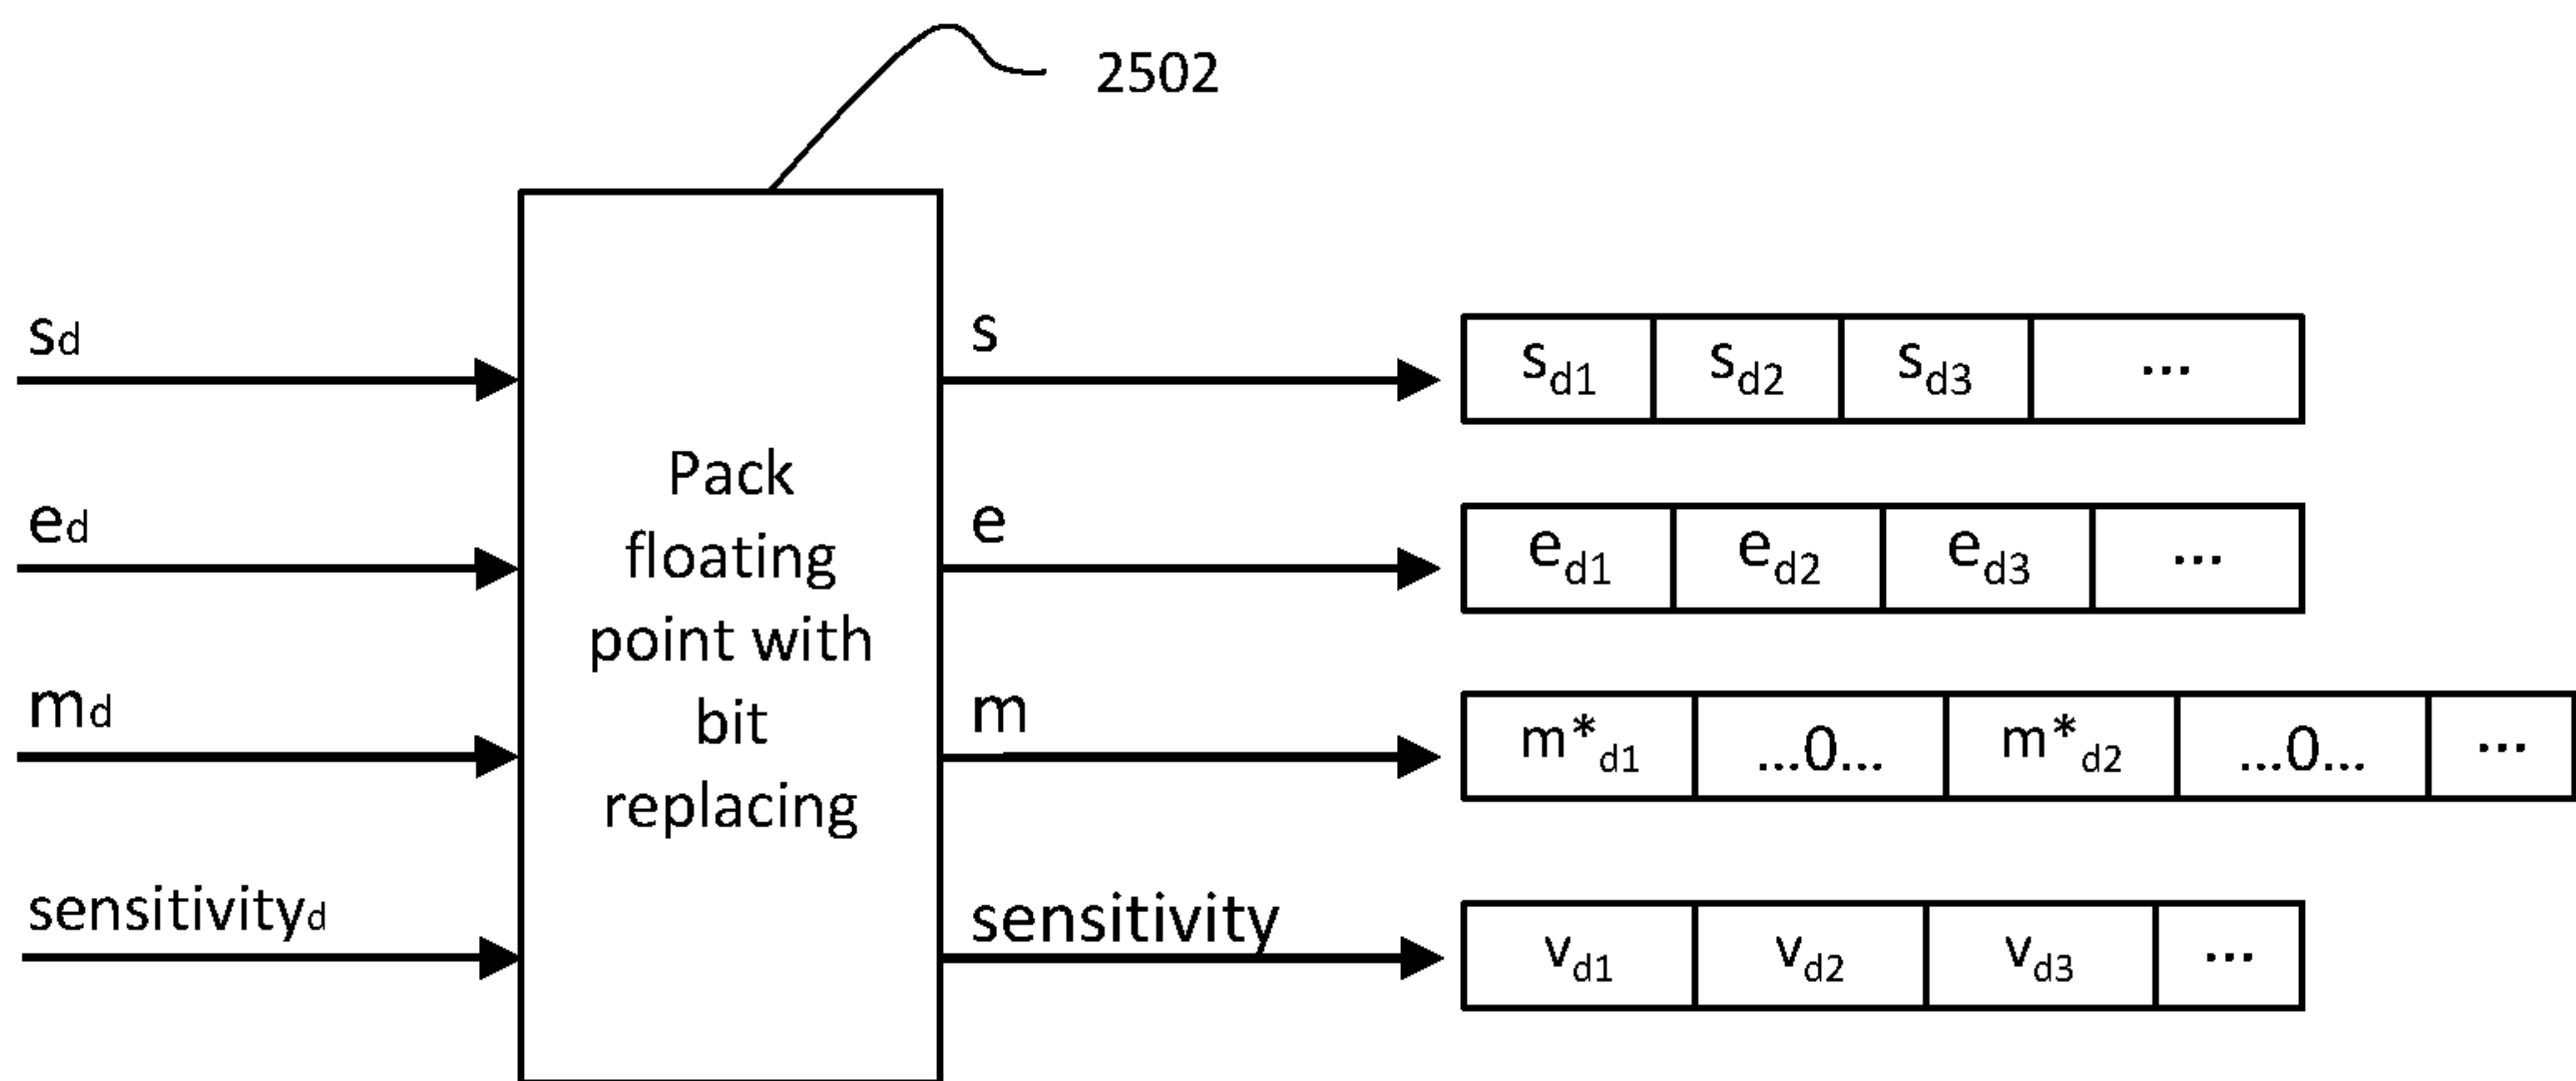 2502
sd
s
sd1 sd2 sd3 ...
ed
e
ed1 ed2 ed3 ...
md
m
m*d1 ...0... m*d2 ...0... ...
sensitivityd
sensitivity
vd1 vd2 vd3 ...
Pack
floating
point with
bit
replacing